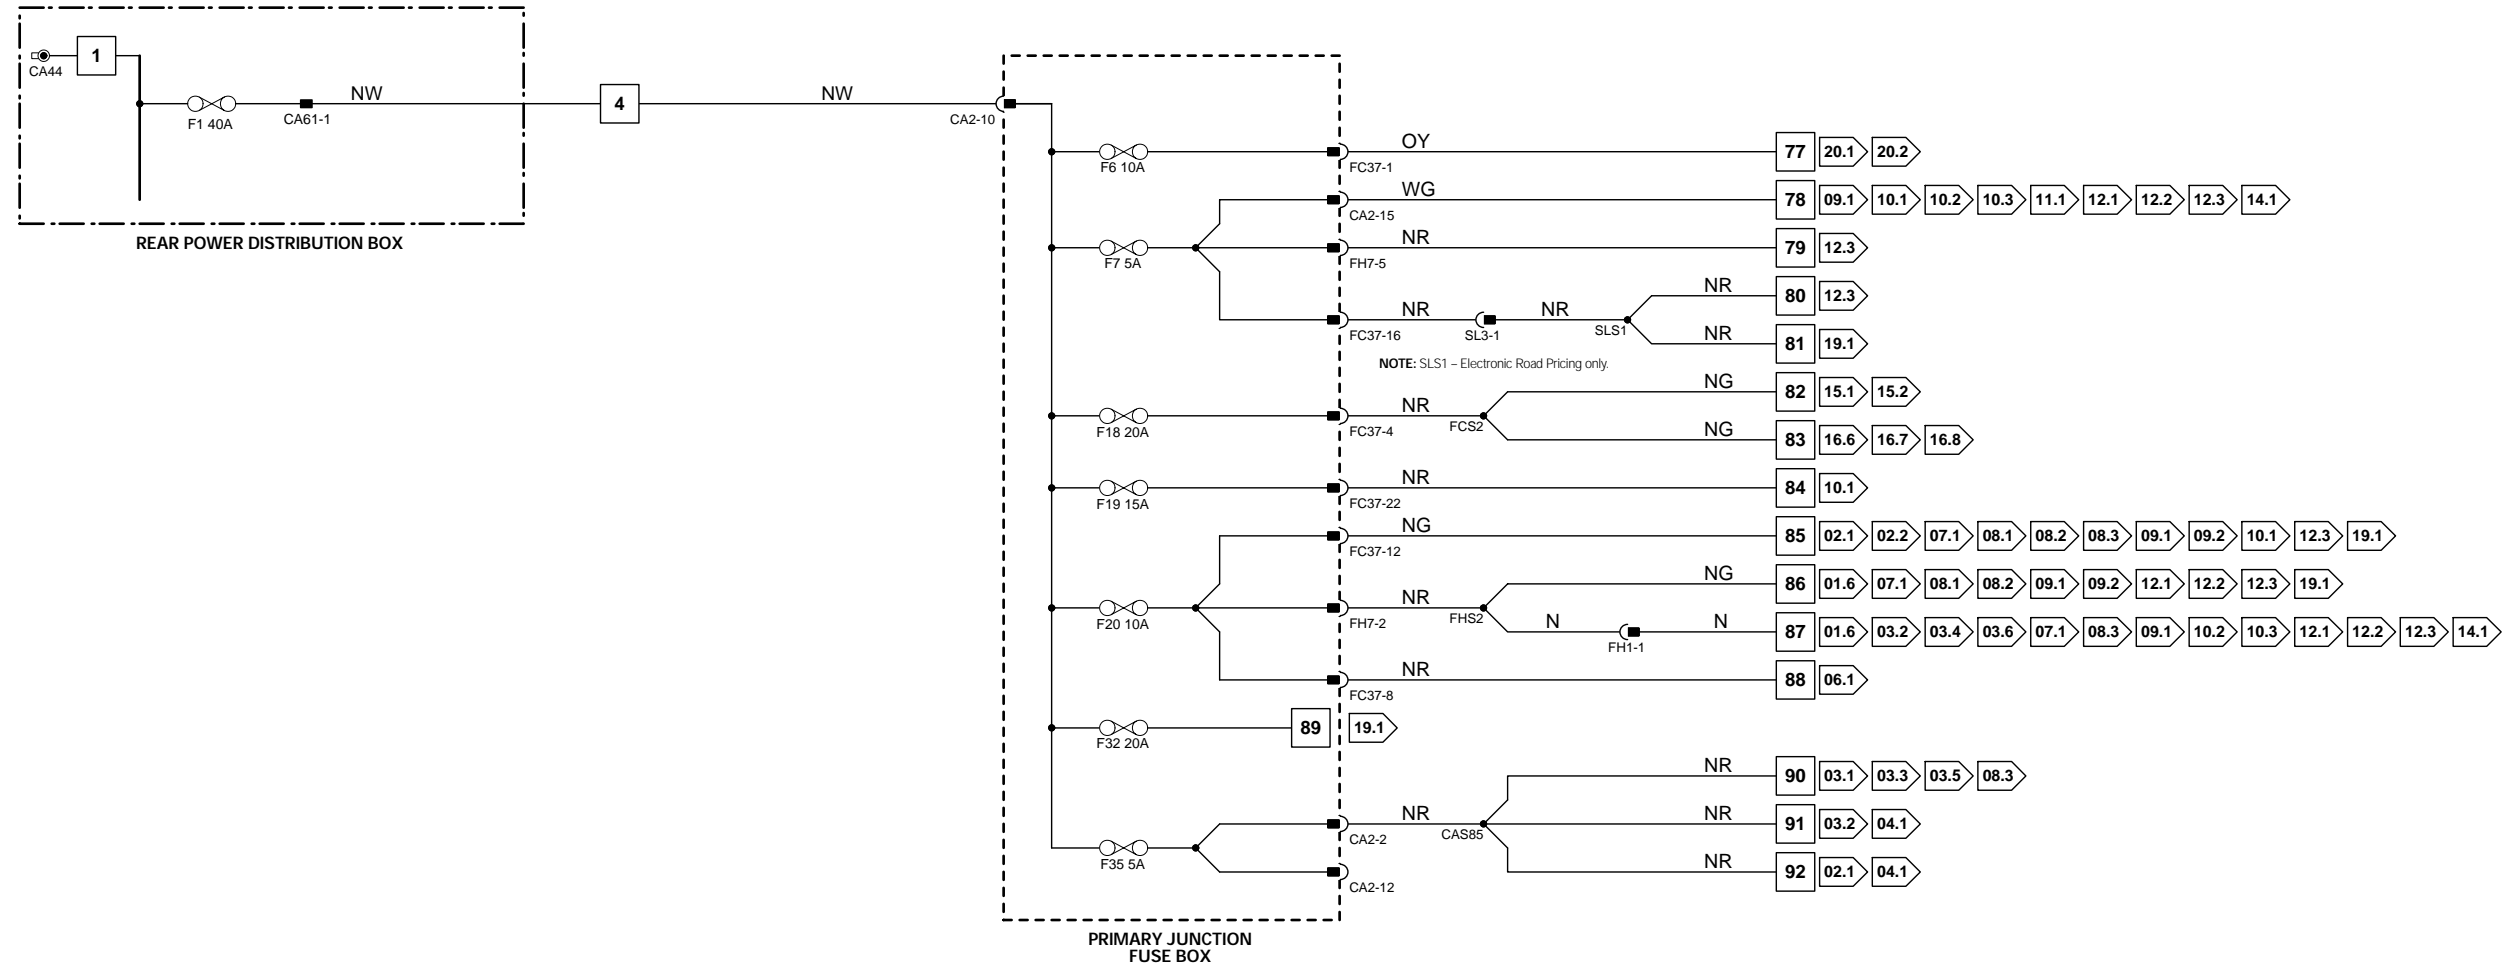 1
CA44
NW
F1 40A
CA61-1
REAR POWER DISTRIBUTION BOX
4
NW
CA2-10
F6 10A
FC37-1
OY
77 20.1 20.2
CA2-15
WG
78 09.1 10.1 10.2 10.3 11.1 12.1 12.2 12.3 14.1
F7 5A
FH7-5
NR
79 12.3
NR
80 12.3
FC37-16
NR
SL3-1
NR
SLS1
NR
81 19.1
NOTE: SLS1 – Electronic Road Pricing only.
NG
82 15.1 15.2
F18 20A
FC37-4
NR
FCS2
NG
83 16.6 16.7 16.8
F19 15A
FC37-22
NR
84 10.1
FC37-12
NG
85 02.1 02.2 07.1 08.1 08.2 08.3 09.1 09.2 10.1 12.3 19.1
NG
86 01.6 07.1 08.1 08.2 09.1 09.2 12.1 12.2 12.3 19.1
F20 10A
FH7-2
NR
FHS2
N
FH1-1
N
87 01.6 03.2 03.4 03.6 07.1 08.3 09.1 10.2 10.3 12.1 12.2 12.3 14.1
FC37-8
NR
88 06.1
F32 20A
89 19.1
NR
90 03.1 03.3 03.5 08.3
F35 5A
CA2-2
NR
CAS85
NR
91 03.2 04.1
CA2-12
NR
92 02.1 04.1
PRIMARY JUNCTION
FUSE BOX